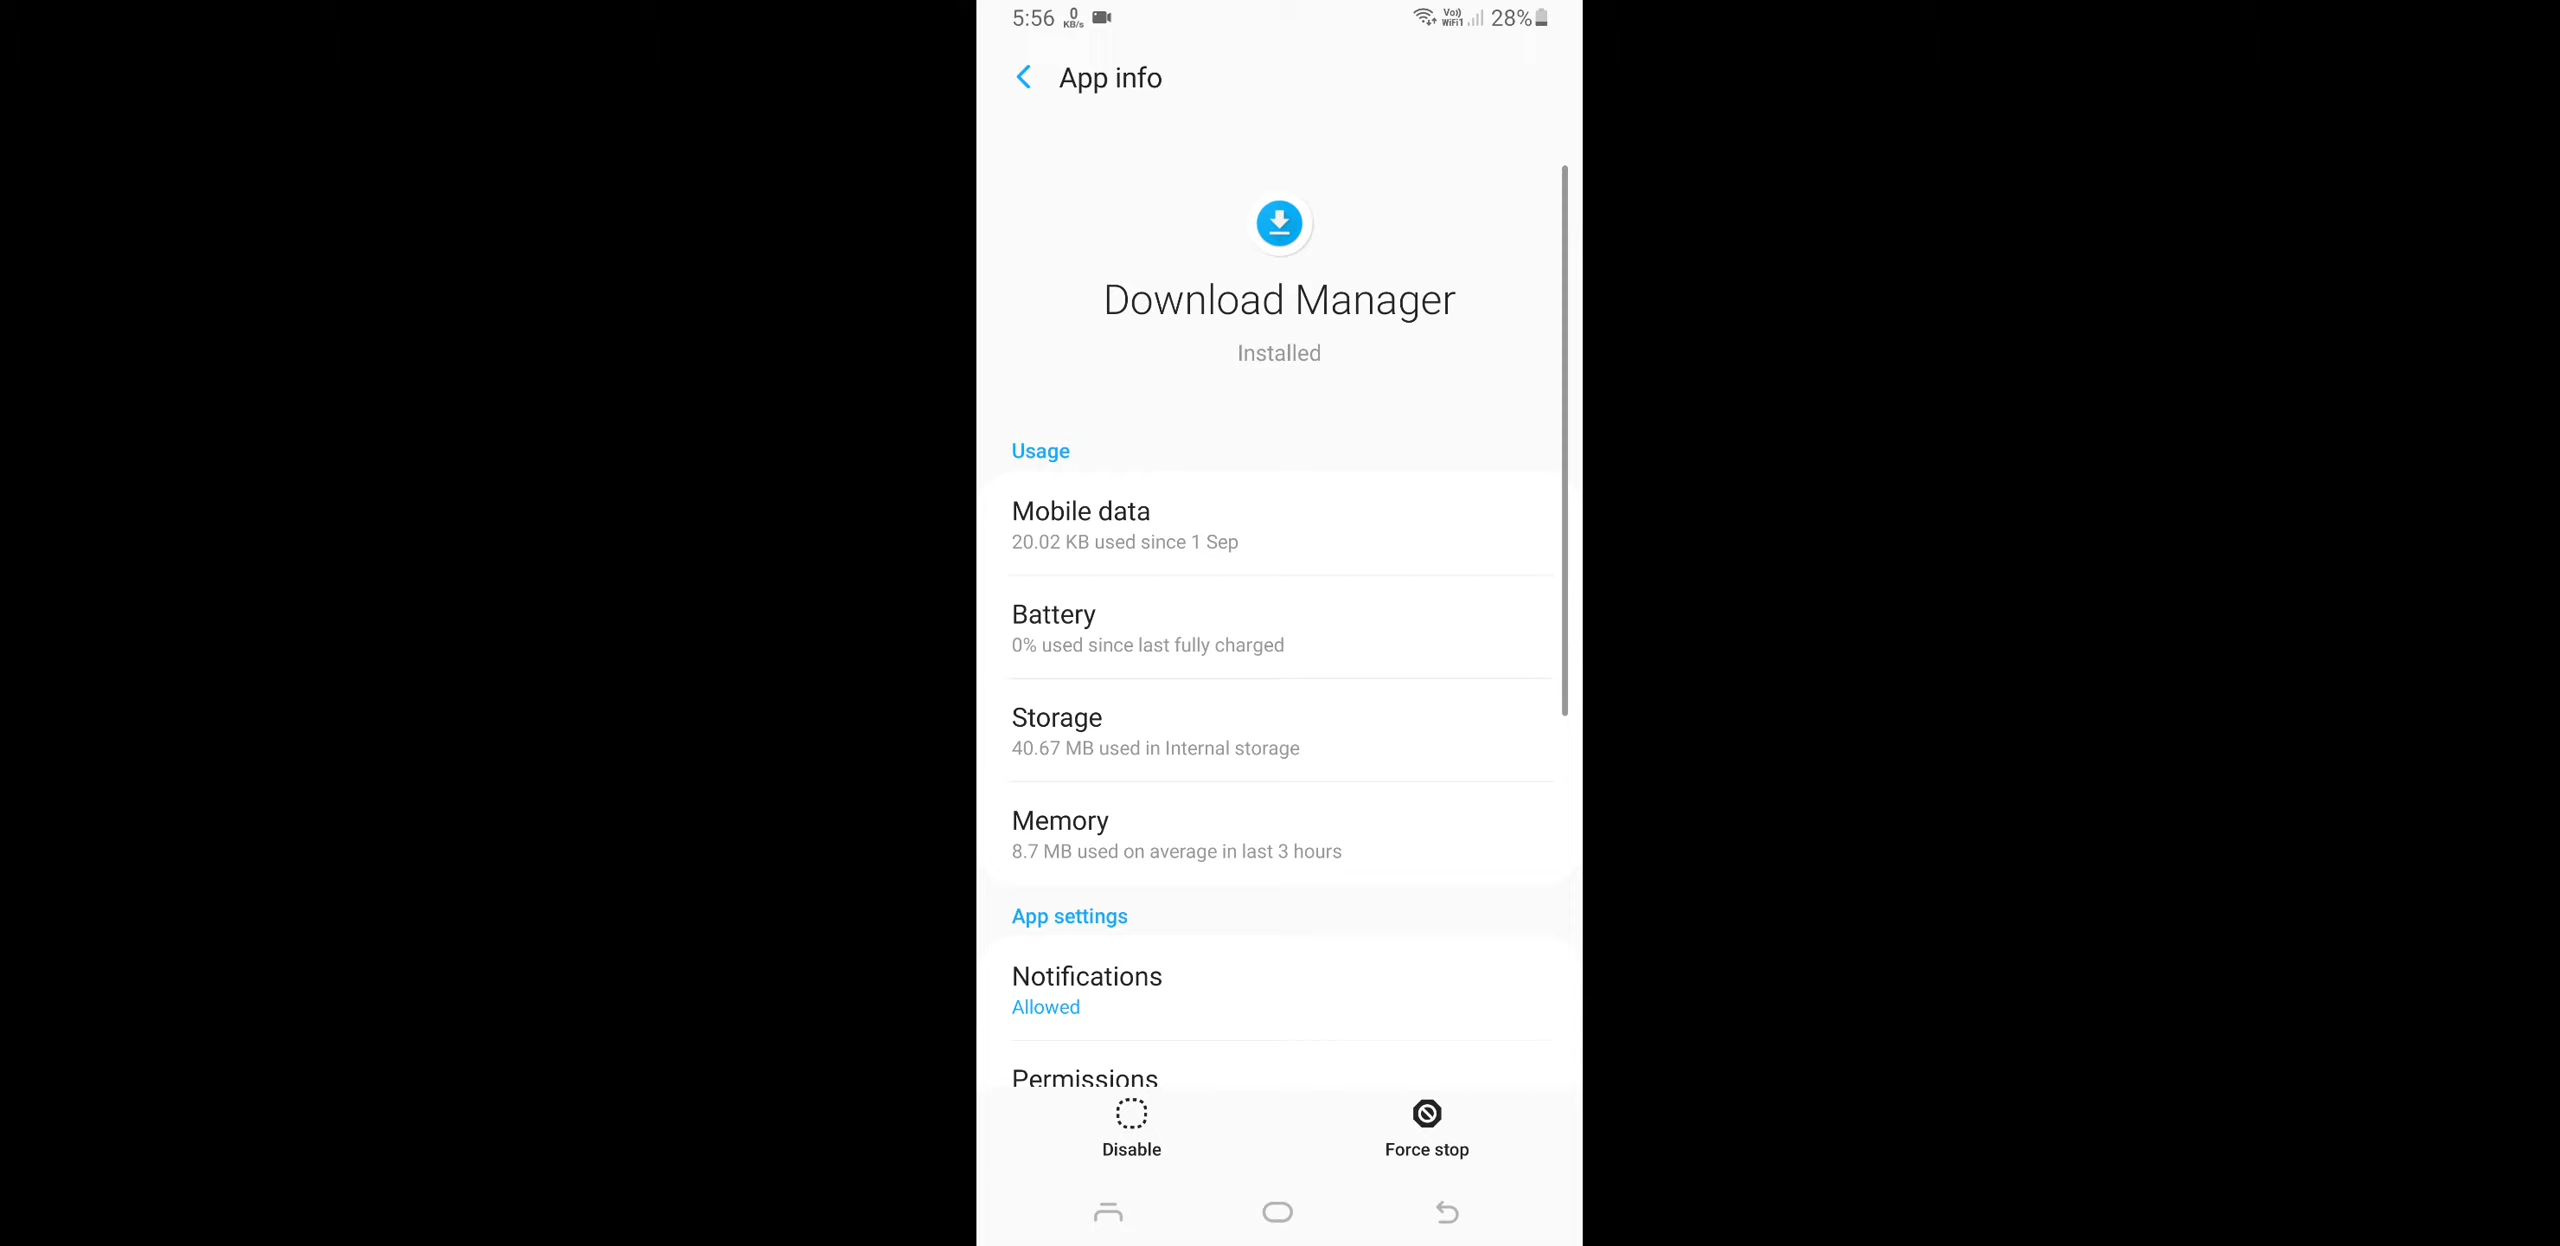 5:56 0 KB/s Vo)) WiFi1 28%
App info
Download Manager
Installed
Usage
Mobile data
20.02 KB used since 1 Sep
Battery
0% used since last fully charged
Storage
40.67 MB used in Internal storage
Memory
8.7 MB used on average in last 3 hours
App settings
Notifications
Allowed
Permissions
Disable Force stop